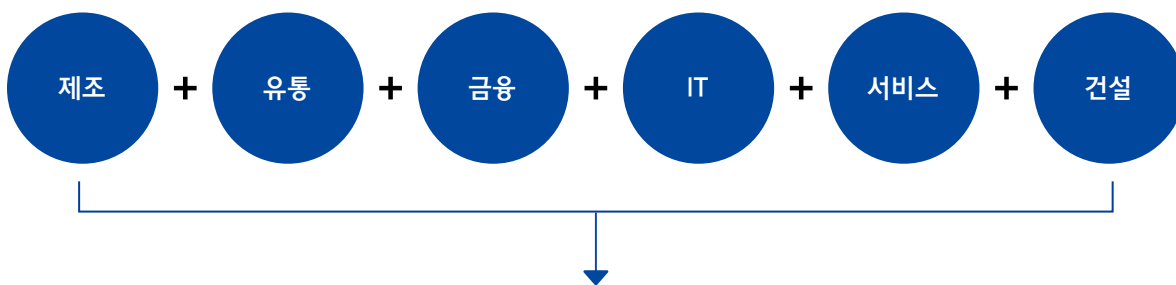 제조 + 유통 + 금융 + IT + 서비스 + 건설